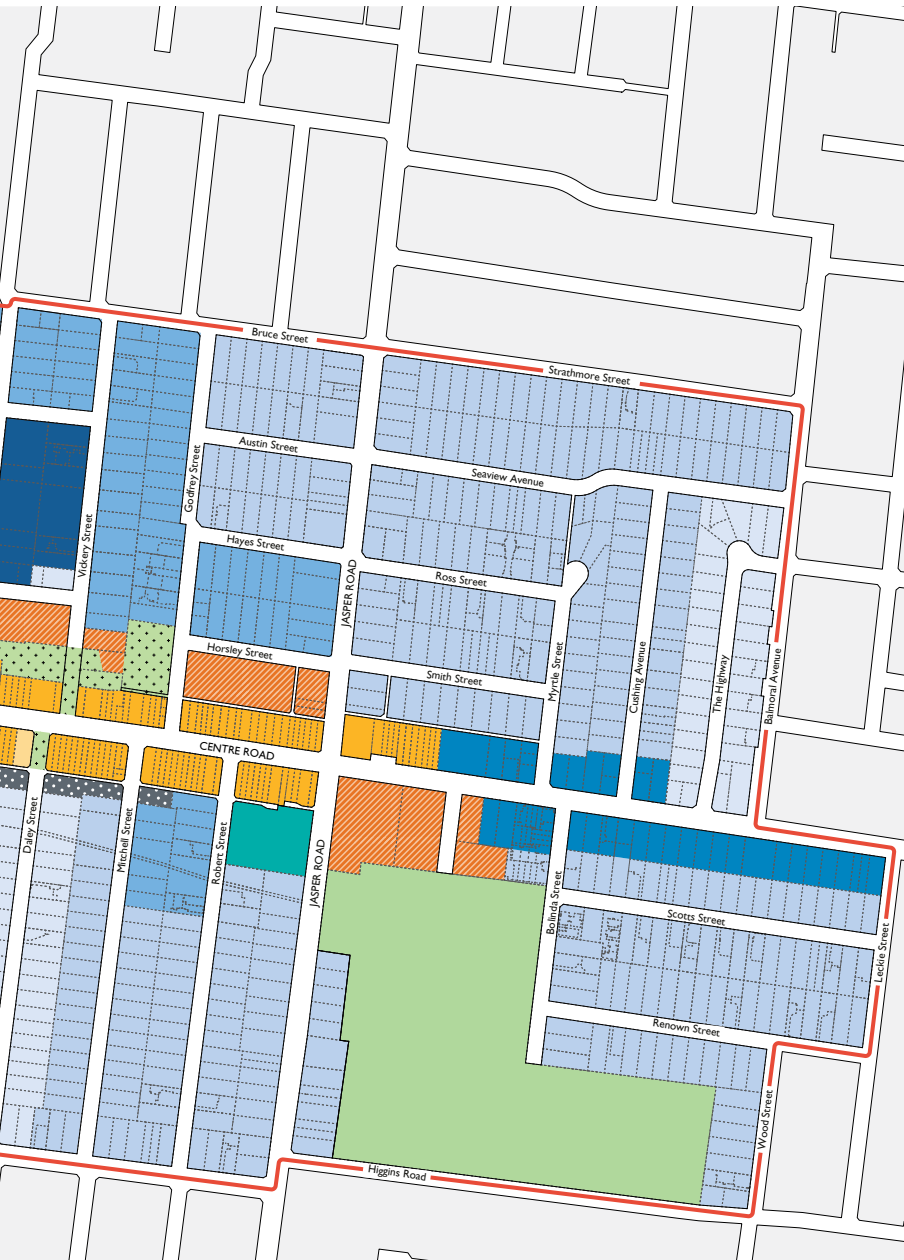 Bruce Street
Strathmore Street
Austin Street
Godfrey Street
Seaview Avenue
Vickery Street
Hayes Street
JASPER ROAD
Ross Street
Horsley Street
Myrtle Street
Cushing Avenue
The Highway
Balmoral Avenue
Smith Street
CENTRE ROAD
Daley Street
Mitchell Street
Robert Street
JASPER ROAD
Bolinda Street
Scotts Street
Leckie Street
Renown Street
Wood Street
Higgins Road